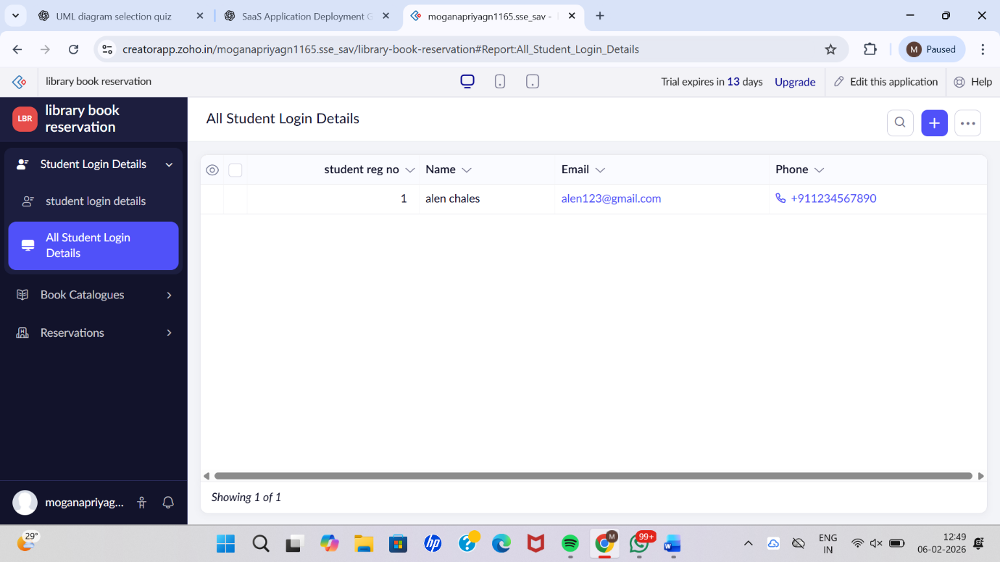 UML diagram selection quiz
SaaS Application Deployment G
moganapriyagn1165.sse_sav -
creatorapp.zoho.in/moganapriyagn1165.sse_sav/library-book-reservation#Report:All_Student_Login_Details
M Paused
library book reservation
Trial expires in 13 days Upgrade
Edit this application
Help
LBR
library book
reservation
All Student Login Details
Student Login Details
student login details
All Student Login
Details
Book Catalogues
Reservations
student reg no Name Email Phone
1 alen chales alen123@gmail.com +911234567890
Showing 1 of 1
moganapriyag...
29°
M
99+
ENG
IN
12:49
06-02-2026